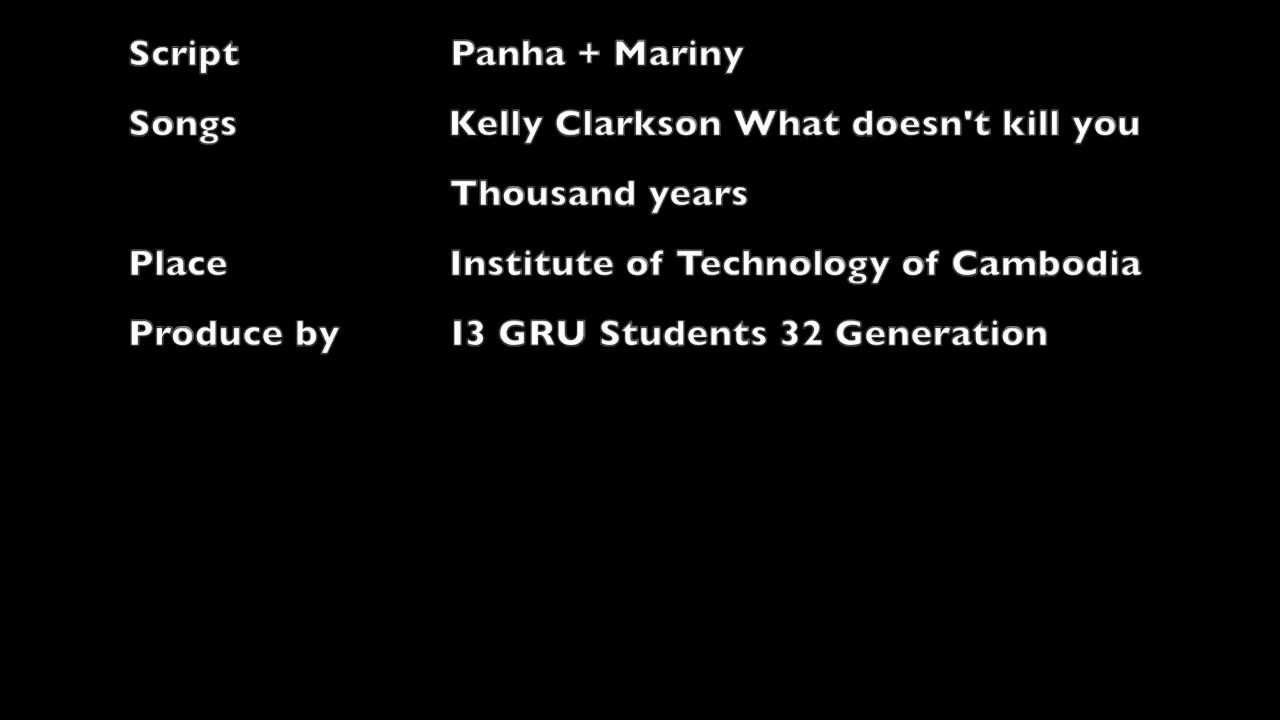 Script Panha + Mariny
Songs Kelly Clarkson What doesn't kill you
Thousand years
Place Institute of Technology of Cambodia
Produce by I3 GRU Students 32 Generation